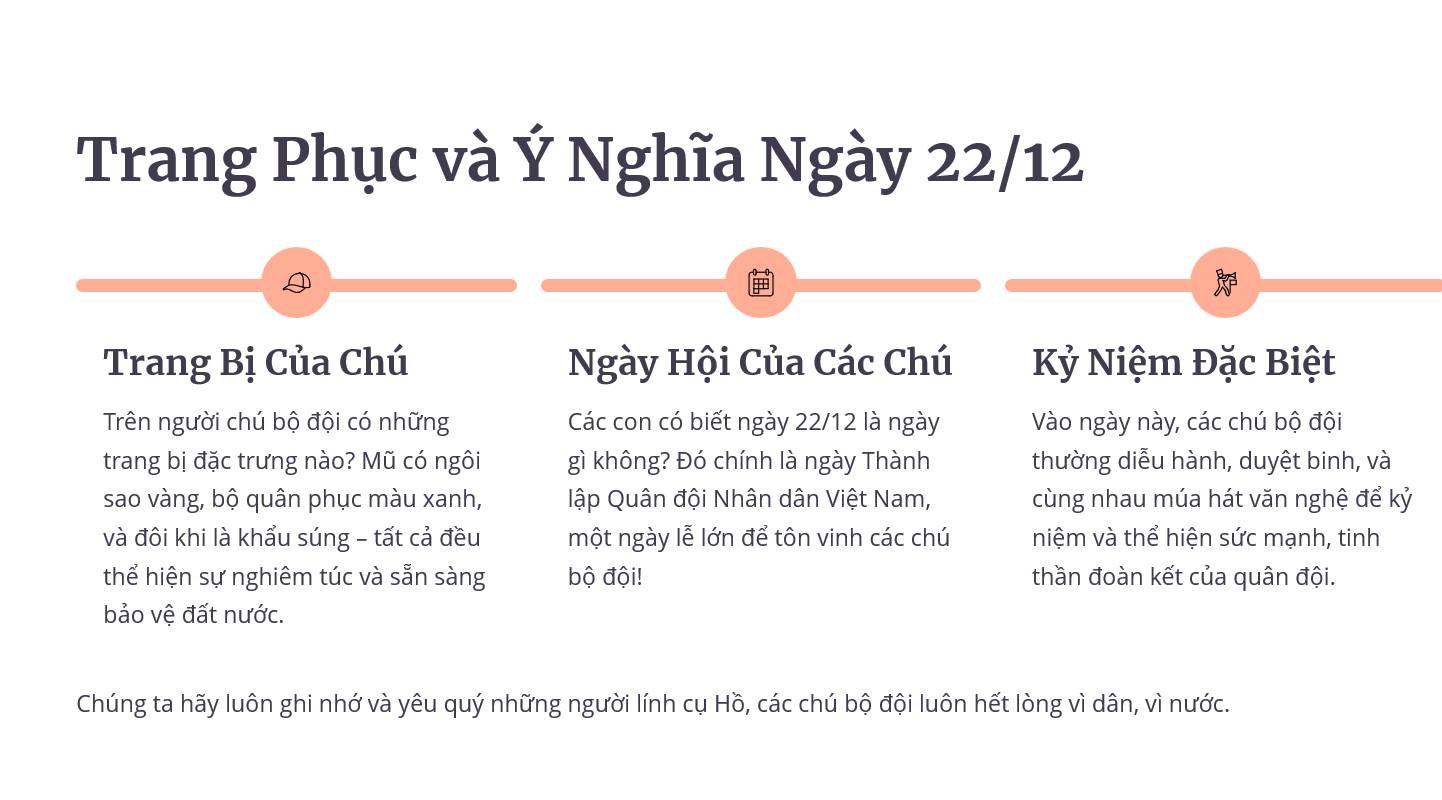 Trang Phục và Ý Nghĩa Ngày 22/12
Trang Bị Của Chú
Trên người chú bộ đội có những
trang bị đặc trưng nào? Mũ có ngôi
sao vàng, bộ quân phục màu xanh,
và đôi khi là khẩu súng – tất cả đều
thể hiện sự nghiêm túc và sẵn sàng
bảo vệ đất nước.
Ngày Hội Của Các Chú
Các con có biết ngày 22/12 là ngày
gì không? Đó chính là ngày Thành
lập Quân đội Nhân dân Việt Nam,
một ngày lễ lớn để tôn vinh các chú
bộ đội!
Kỷ Niệm Đặc Biệt
Vào ngày này, các chú bộ đội
thường diễu hành, duyệt binh, và
cùng nhau múa hát văn nghệ để kỷ
niệm và thể hiện sức mạnh, tinh
thần đoàn kết của quân đội.
Chúng ta hãy luôn ghi nhớ và yêu quý những người lính cụ Hồ, các chú bộ đội luôn hết lòng vì dân, vì nước.